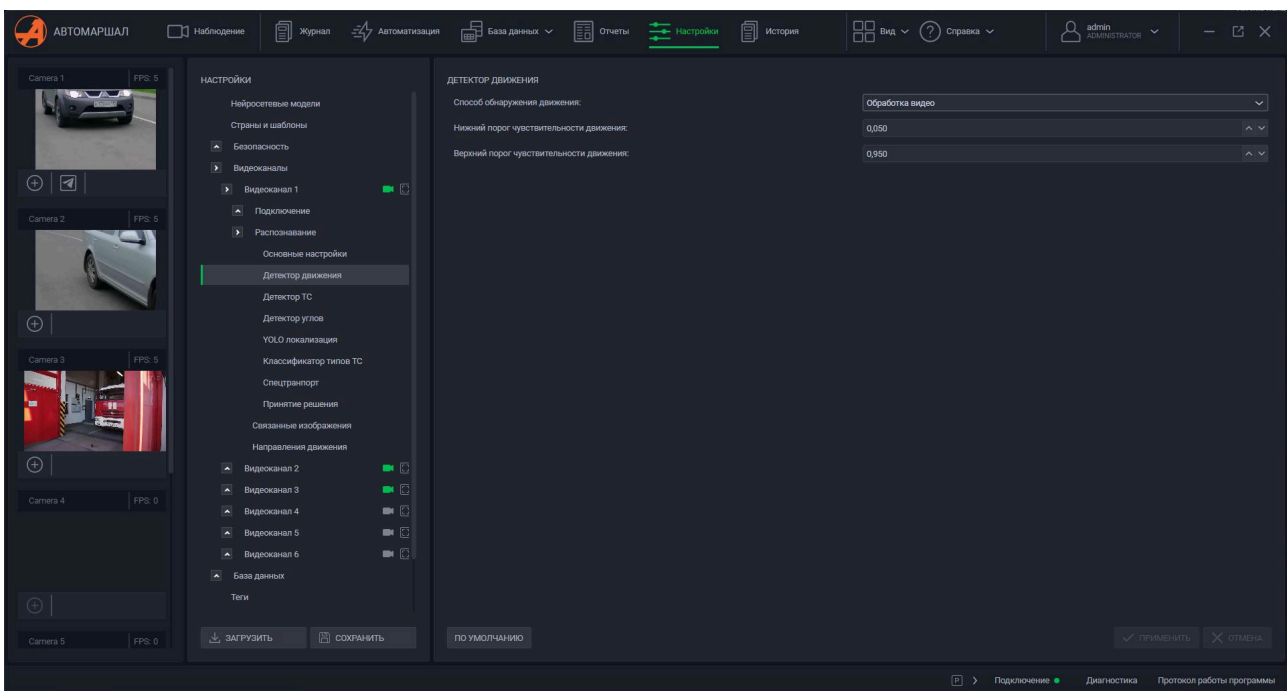 АВТОМАРШАЛ
Наблюдение
Журнал
Автоматизация
База данных
Отчеты
Настройки
История
Вид
Справка
admin
ADMINISTRATOR
Camera 1 FPS: 5
Camera 2 FPS: 5
Camera 3 FPS: 5
Camera 4 FPS: 0
Camera 5 FPS: 0
НАСТРОЙКИ
Нейросетевые модели
Страны и шаблоны
Безопасность
Видеоканалы
Видеоканал 1
Подключение
Распознавание
Основные настройки
Детектор движения
Детектор ТС
Детектор углов
YOLO локализация
Классификатор типов ТС
Спецтранспорт
Принятие решения
Связанные изображения
Направления движения
Видеоканал 2
Видеоканал 3
Видеоканал 4
Видеоканал 5
Видеоканал 6
База данных
Теги
ЗАГРУЗИТЬ
СОХРАНИТЬ
ДЕТЕКТОР ДВИЖЕНИЯ
Способ обнаружения движения: Обработка видео
Нижний порог чувствительности движения: 0,050
Верхний порог чувствительности движения: 0,950
ПО УМОЛЧАНИЮ
ПРИМЕНИТЬ
ОТМЕНА
P
Подключение
Диагностика
Протокол работы программы